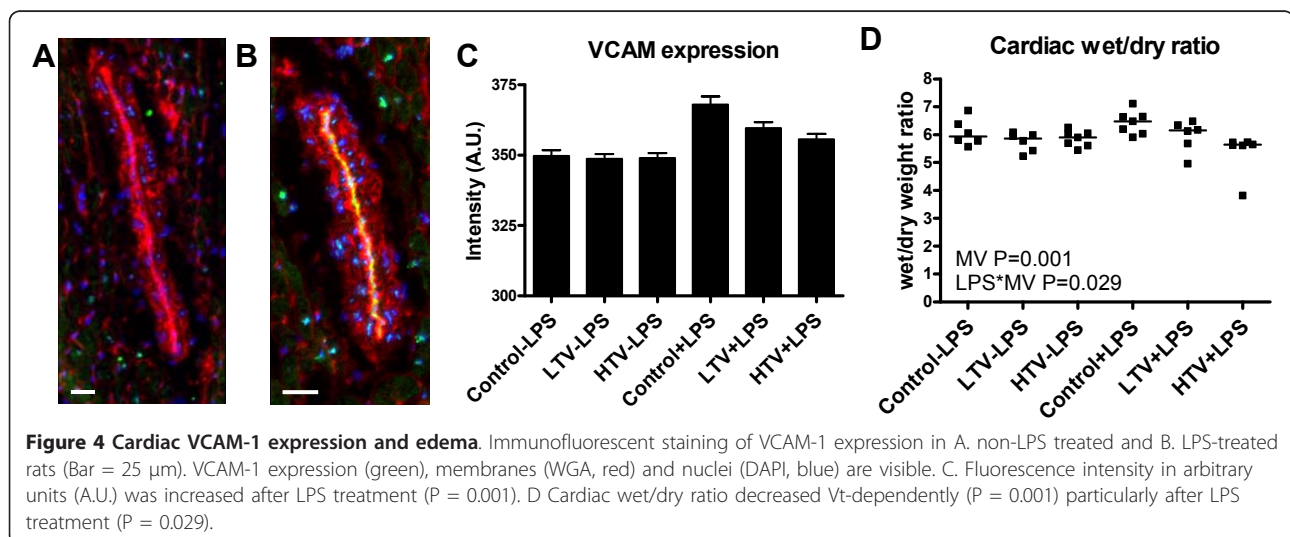 A
B
C
VCAM expression
375
350
325
300
Intensity (A.U.)
Control-LPS
LTV-LPS
HTV-LPS
Control+LPS
LTV+LPS
HTV+LPS
D
Cardiac wet/dry ratio
8
7
6
5
4
3
2
1
0
wet/dry weight ratio
MV P=0.001
LPS*MV P=0.029
Control-LPS
LTV-LPS
HTV-LPS
Control+LPS
LTV+LPS
HTV+LPS
Figure 4 Cardiac VCAM-1 expression and edema. Immunofluorescent staining of VCAM-1 expression in A. non-LPS treated and B. LPS-treated
rats (Bar = 25 μm). VCAM-1 expression (green), membranes (WGA, red) and nuclei (DAPI, blue) are visible. C. Fluorescence intensity in arbitrary
units (A.U.) was increased after LPS treatment (P = 0.001). D Cardiac wet/dry ratio decreased Vt-dependently (P = 0.001) particularly after LPS
treatment (P = 0.029).